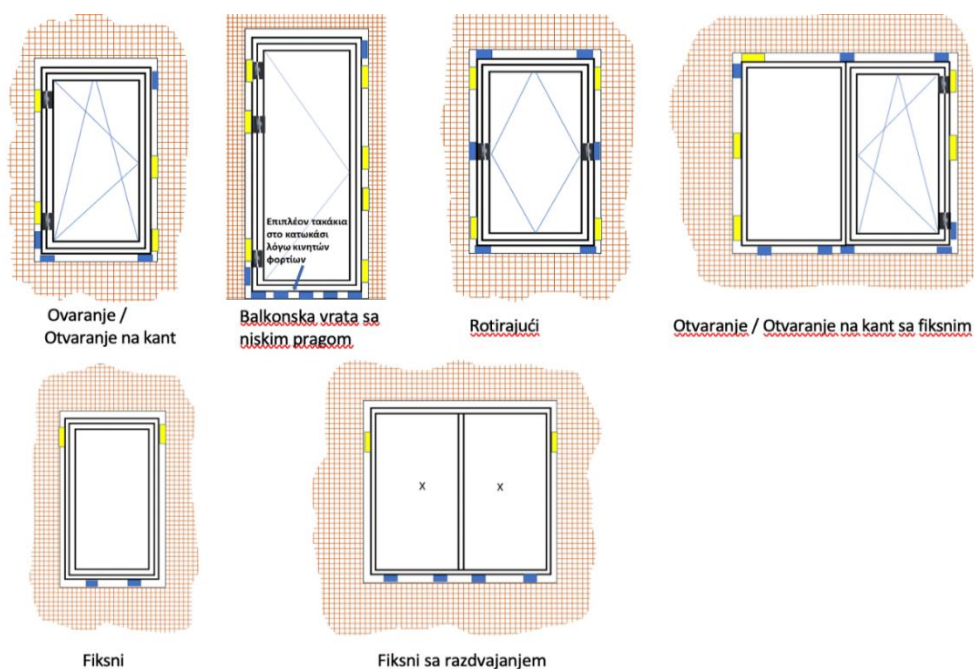 Επιπλέον τακάκια
στο κατωκάσι
λόγω κινητών
φορτίων
Ovaranje /
Otvaranje na kant
Balkonska vrata sa
niskim pragom
Rotirajući
Otvaranje / Otvaranje na kant sa fiksnim
X
X
Fiksni
Fiksni sa razdvajanjem